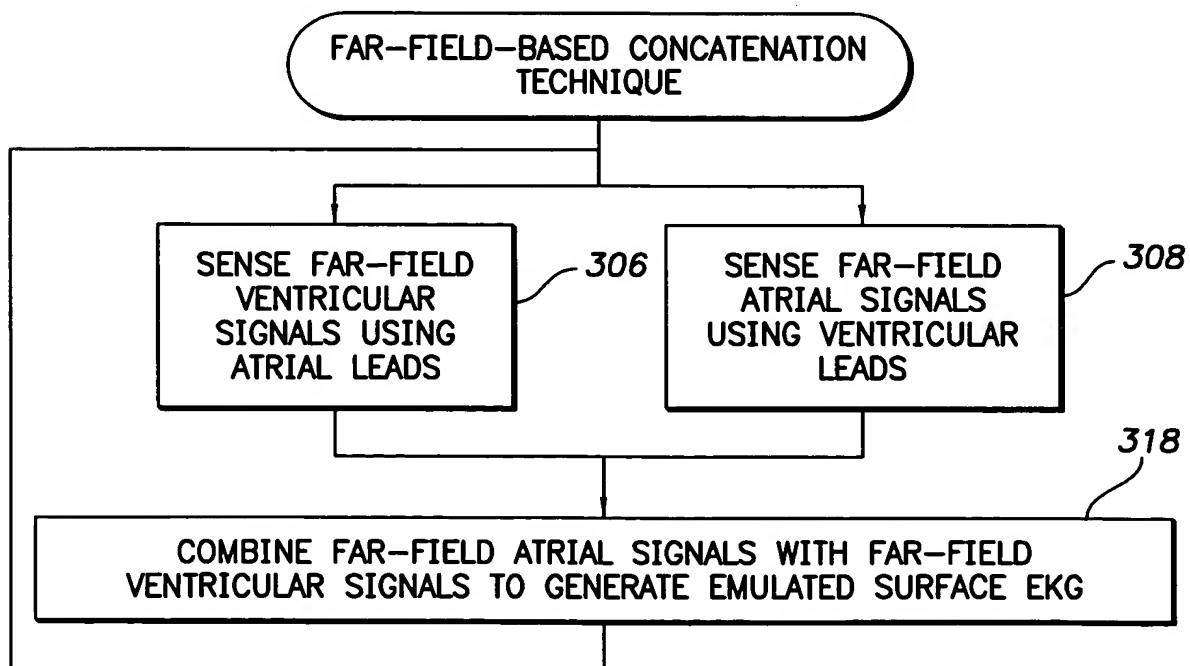 FAR-FIELD-BASED CONCATENATION
TECHNIQUE
SENSE FAR-FIELD
VENTRICULAR
SIGNALS USING
ATRIAL LEADS
306
SENSE FAR-FIELD
ATRIAL SIGNALS
USING VENTRICULAR
LEADS
308
318
COMBINE FAR-FIELD ATRIAL SIGNALS WITH FAR-FIELD
VENTRICULAR SIGNALS TO GENERATE EMULATED SURFACE EKG